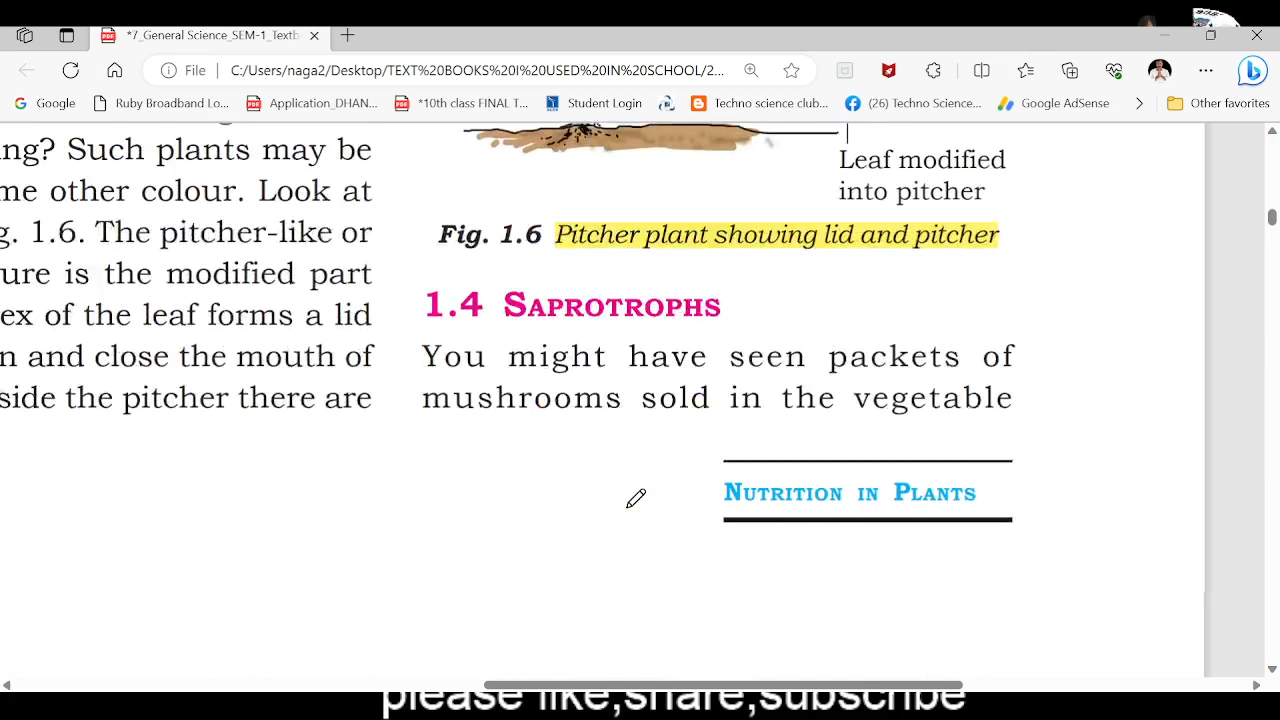 *7_General Science_SEM-1_Textb
File C:/Users/naga2/Desktop/TEXT%20BOOKS%20I%20USED%20IN%20SCHOOL/2...
Google Ruby Broadband Lo... Application_DHAN... *10th class FINAL T... Student Login Techno science club... (26) Techno Science... Google AdSense Other favorites
ing? Such plants may be
me other colour. Look at
g. 1.6. The pitcher-like or
ure is the modified part
ex of the leaf forms a lid
n and close the mouth of
side the pitcher there are
Leaf modified
into pitcher
Fig. 1.6 Pitcher plant showing lid and pitcher
1.4 SAPROTROPHS
You might have seen packets of
mushrooms sold in the vegetable
NUTRITION IN PLANTS
please like,share,subscribe